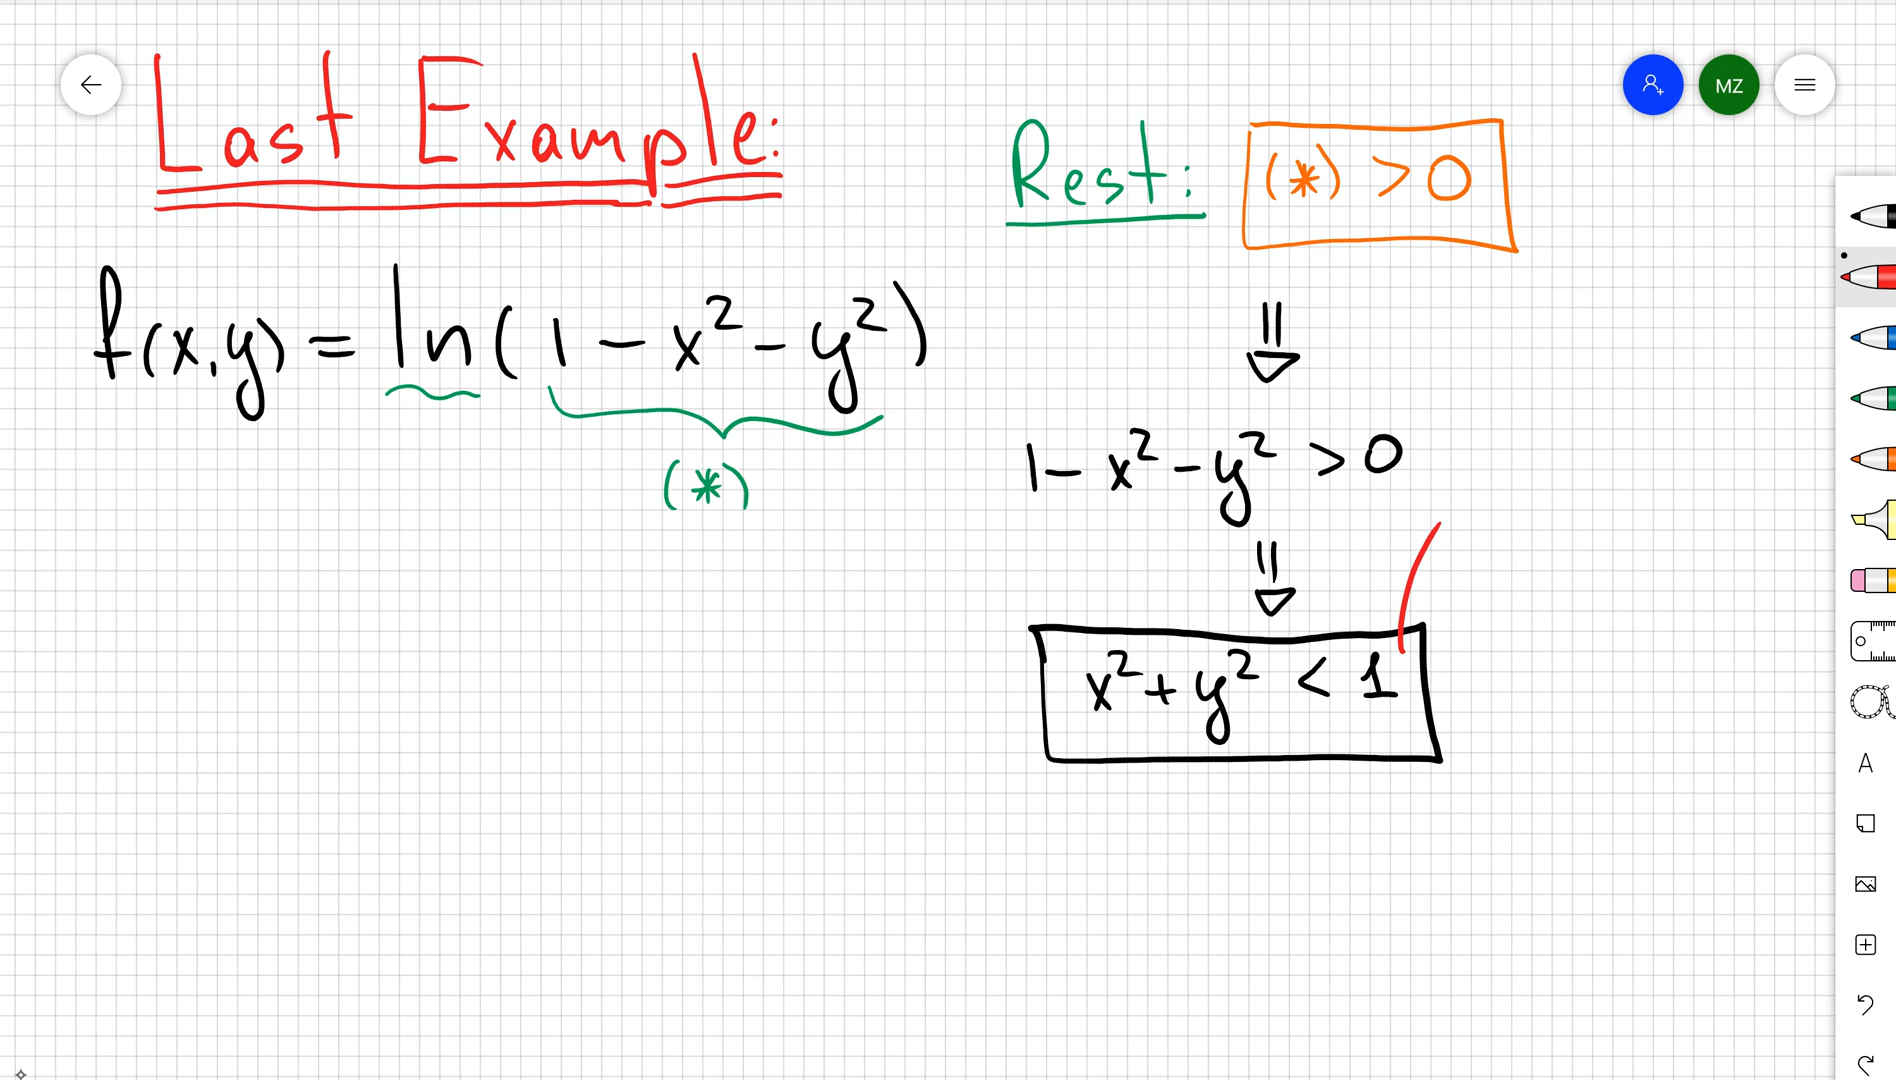 Last Example:
f(x,y) = ln(1 - x² - y²)
(*)
Rest: (*) > 0
1 - x² - y² > 0
x² + y² < 1
MZ
A